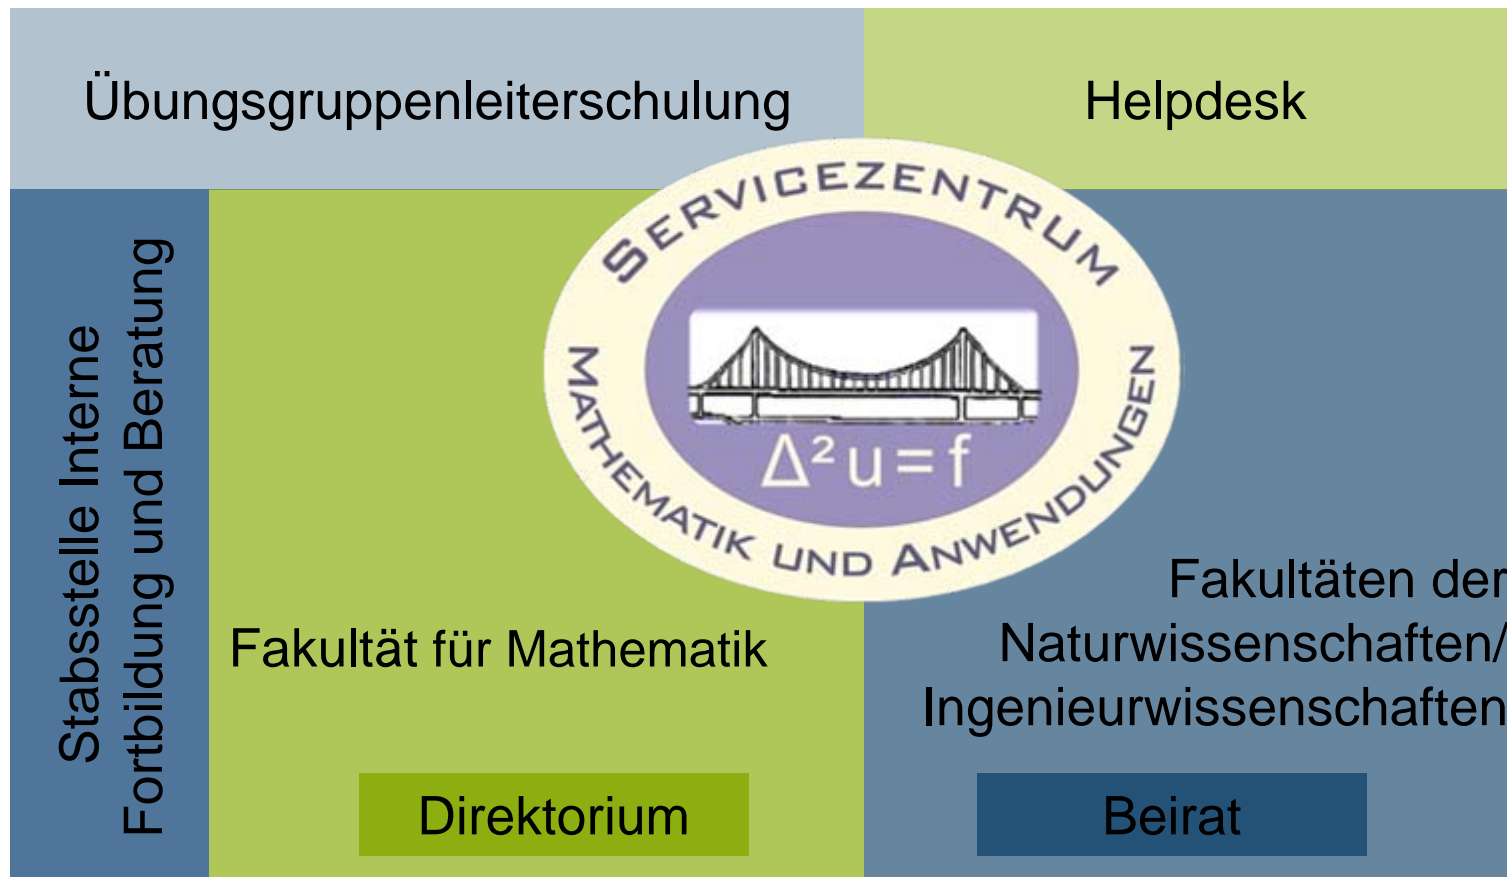 Übungsgruppenleiterschulung
Helpdesk
SERVICEZENTRUM
MATHEMATIK UND ANWENDUNGEN
Δ²u=f
Stabsstelle Interne
Fortbildung und Beratung
Fakultät für Mathematik
Direktorium
Fakultäten der
Naturwissenschaften/
Ingenieurwissenschaften
Beirat